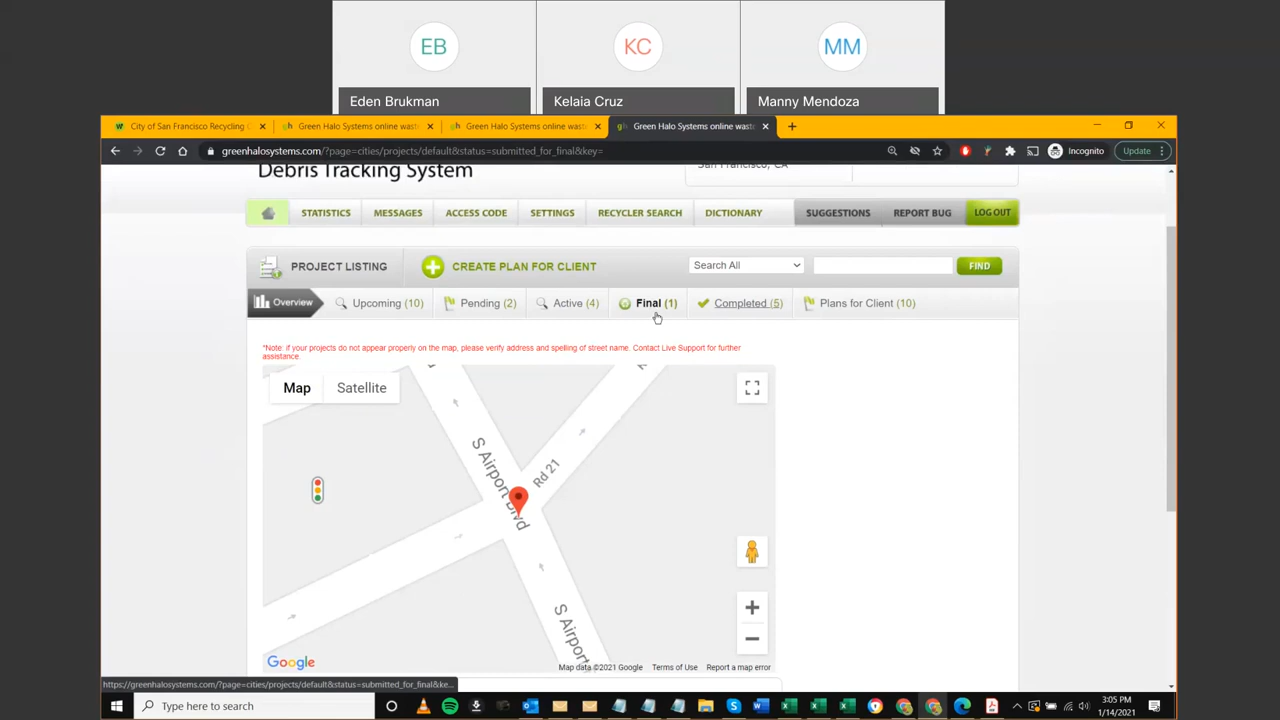 EB
KC
MM
Eden Brukman
Kelaia Cruz
Manny Mendoza
City of San Francisco Recycling
Green Halo Systems online wast
Green Halo Systems online wast
Green Halo Systems online wast
greenhalosystems.com/?page=cities/projects/default&status=submitted_for_final&key=
Incognito
Update
Debris Tracking System
San Francisco, CA
STATISTICS
MESSAGES
ACCESS CODE
SETTINGS
RECYCLER SEARCH
DICTIONARY
SUGGESTIONS
REPORT BUG
LOG OUT
PROJECT LISTING
CREATE PLAN FOR CLIENT
Search All
FIND
Overview
Upcoming (10)
Pending (2)
Active (4)
Final (1)
Completed (5)
Plans for Client (10)
*Note: if your projects do not appear properly on the map, please verify address and spelling of street name. Contact Live Support for further
assistance.
Map
Satellite
S Airport Blvd
Rd 21
S Airport
Google
Map data ©2021 Google
Terms of Use
Report a map error
https://greenhalosystems.com/?page=cities/projects/default&status=submitted_for_final&ke...
Type here to search
3:05 PM
1/14/2021